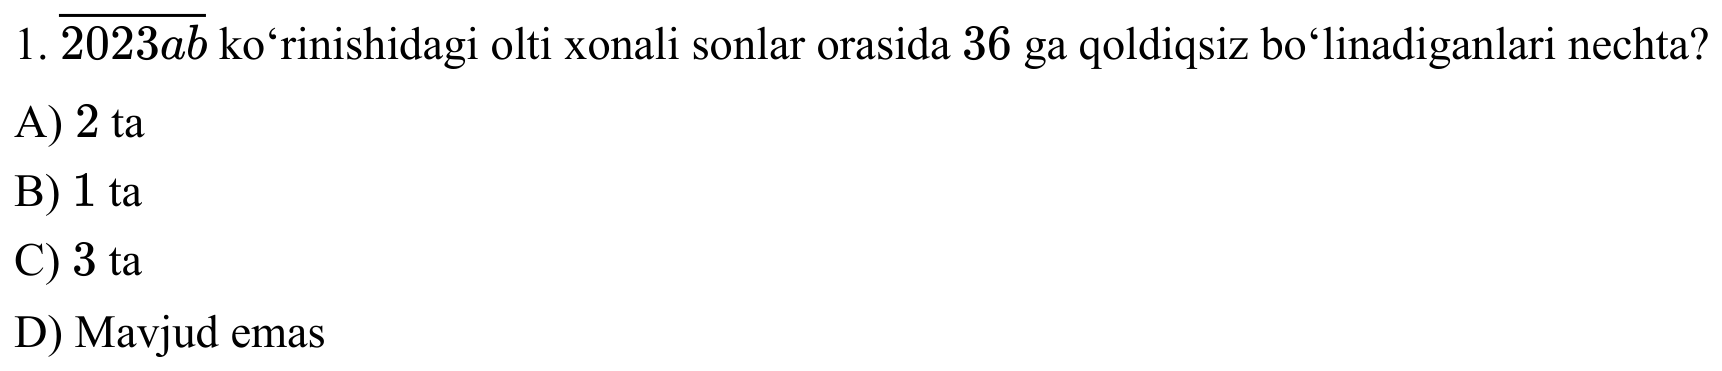 1. $\overline{2023ab}$ ko‘rinishidagi olti xonali sonlar orasida 36 ga qoldiqsiz bo‘linadiganlari nechta?
A) 2 ta
B) 1 ta
C) 3 ta
D) Mavjud emas